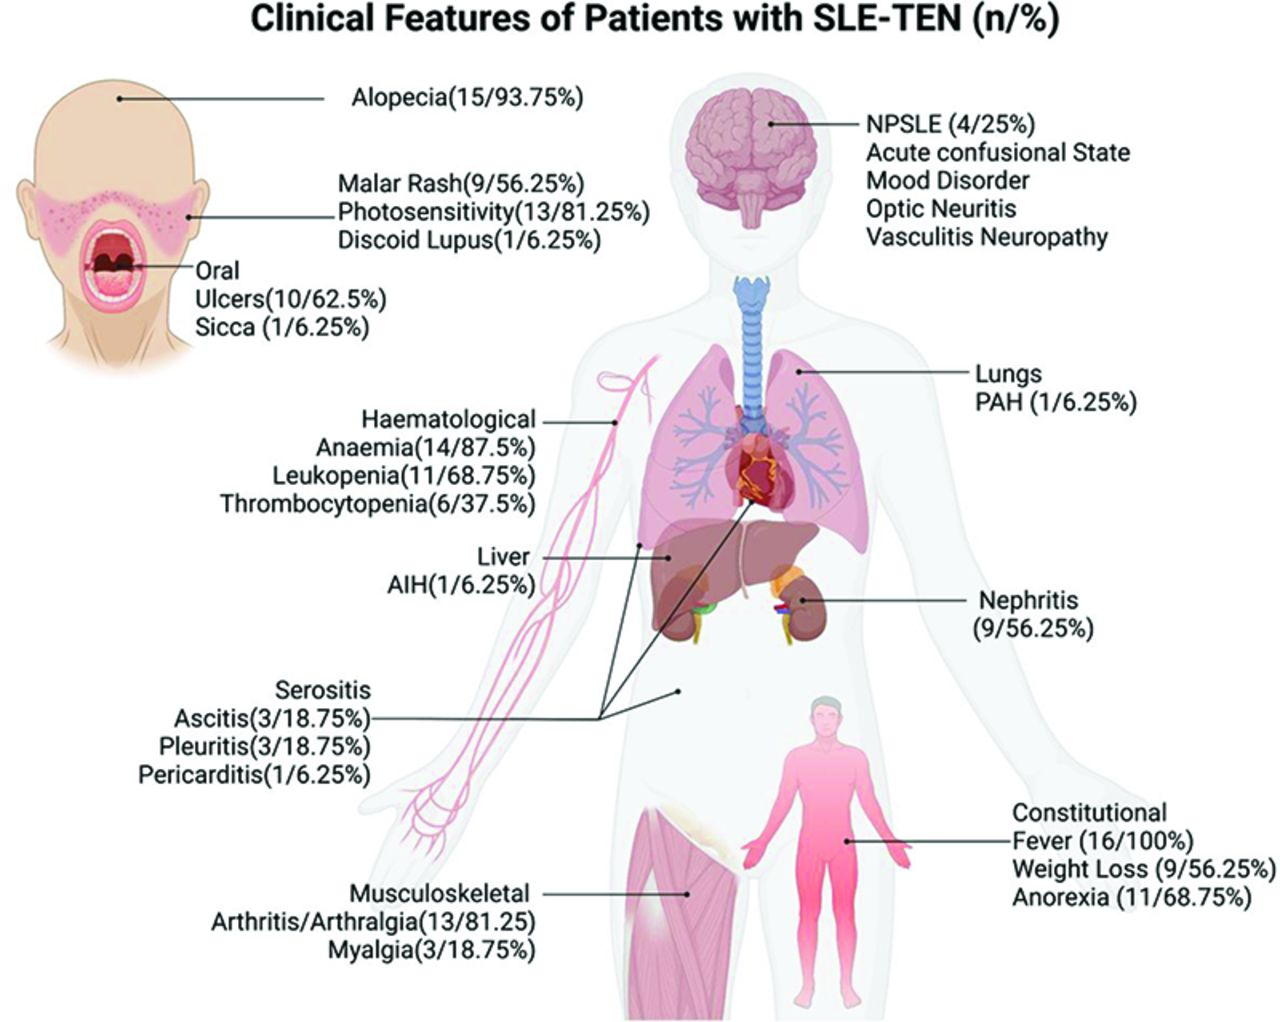 Clinical Features of Patients with SLE-TEN (n/%)
Alopecia(15/93.75%)
Malar Rash(9/56.25%)
Photosensitivity(13/81.25%)
Discoid Lupus(1/6.25%)
Oral
Ulcers(10/62.5%)
Sicca (1/6.25%)
NPSLE (4/25%)
Acute confusional State
Mood Disorder
Optic Neuritis
Vasculitis Neuropathy
Lungs
PAH (1/6.25%)
Haematological
Anaemia(14/87.5%)
Leukopenia(11/68.75%)
Thrombocytopenia(6/37.5%)
Liver
AIH(1/6.25%)
Nephritis
(9/56.25%)
Serositis
Ascitis(3/18.75%)
Pleuritis(3/18.75%)
Pericarditis(1/6.25%)
Constitutional
Fever (16/100%)
Weight Loss (9/56.25%)
Anorexia (11/68.75%)
Musculoskeletal
Arthritis/Arthralgia(13/81.25)
Myalgia(3/18.75%)